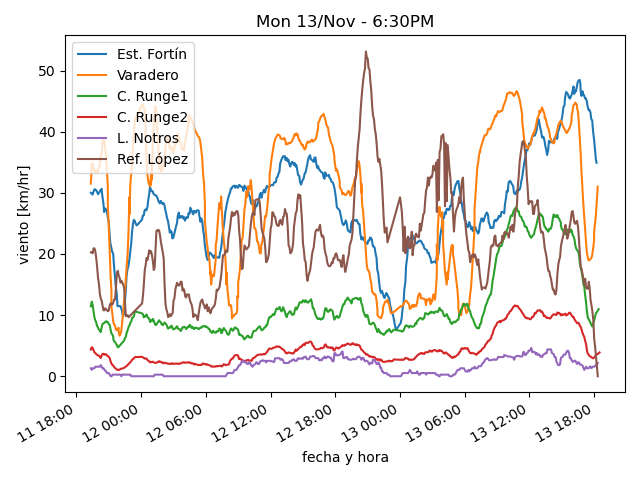 Mon 13/Nov - 6:30PM
Est. Fortín
Varadero
C. Runge1
C. Runge2
L. Notros
Ref. López
viento [km/hr]
50
40
30
20
10
0
11 18:00
12 00:00
12 06:00
12 12:00
12 18:00
13 00:00
13 06:00
13 12:00
13 18:00
fecha y hora